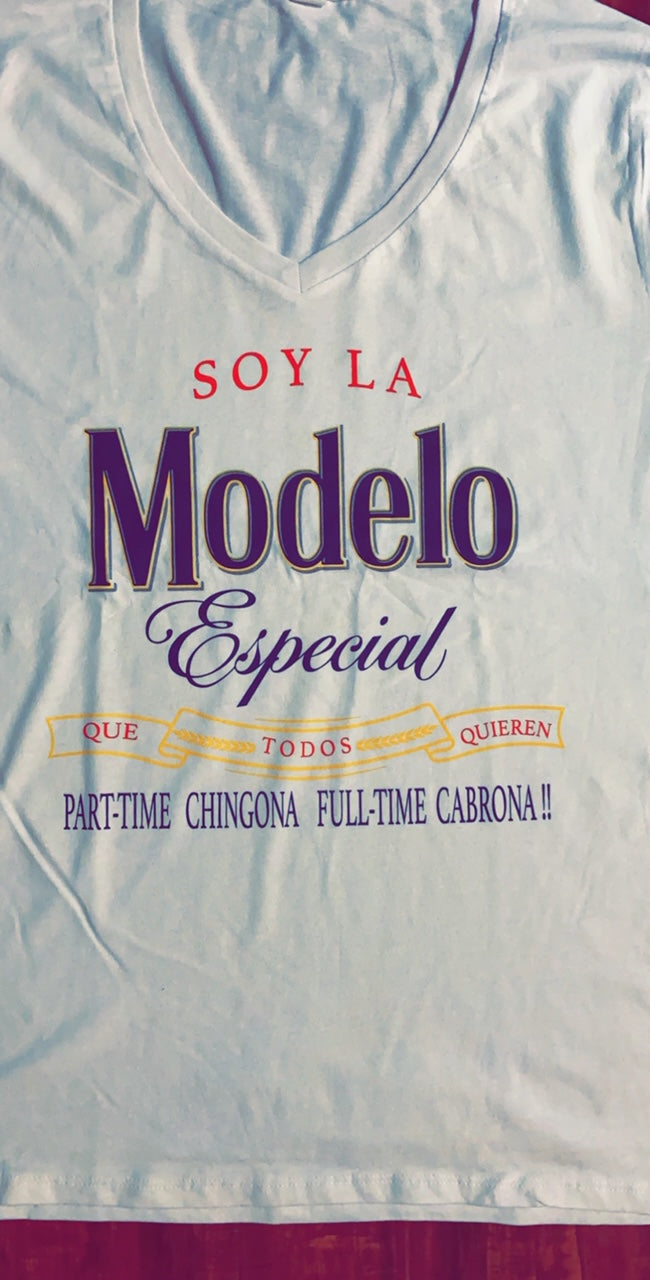 SOY LA
Modelo
Especial
QUE TODOS QUIEREN
PART-TIME CHINGONA FULL-TIME CABRONA!!